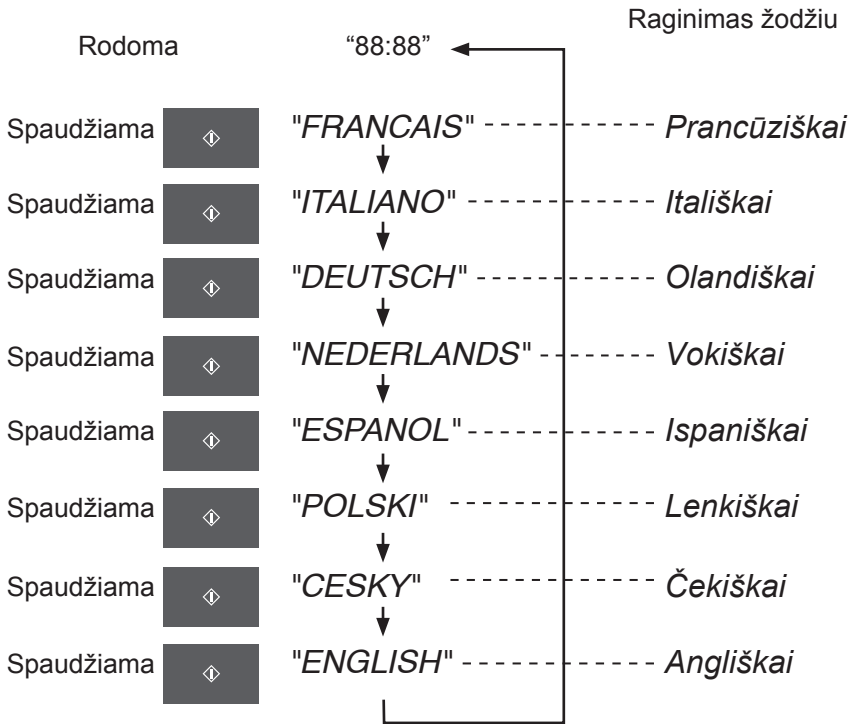 Raginimas žodžiu
Rodoma “88:88”
Spaudžiama "FRANCAIS" Prancūziškai
Spaudžiama "ITALIANO" Itališkai
Spaudžiama "DEUTSCH" Olandiškai
Spaudžiama "NEDERLANDS" Vokiškai
Spaudžiama "ESPANOL" Ispaniškai
Spaudžiama "POLSKI" Lenkiškai
Spaudžiama "CESKY" Čekiškai
Spaudžiama "ENGLISH" Angliškai